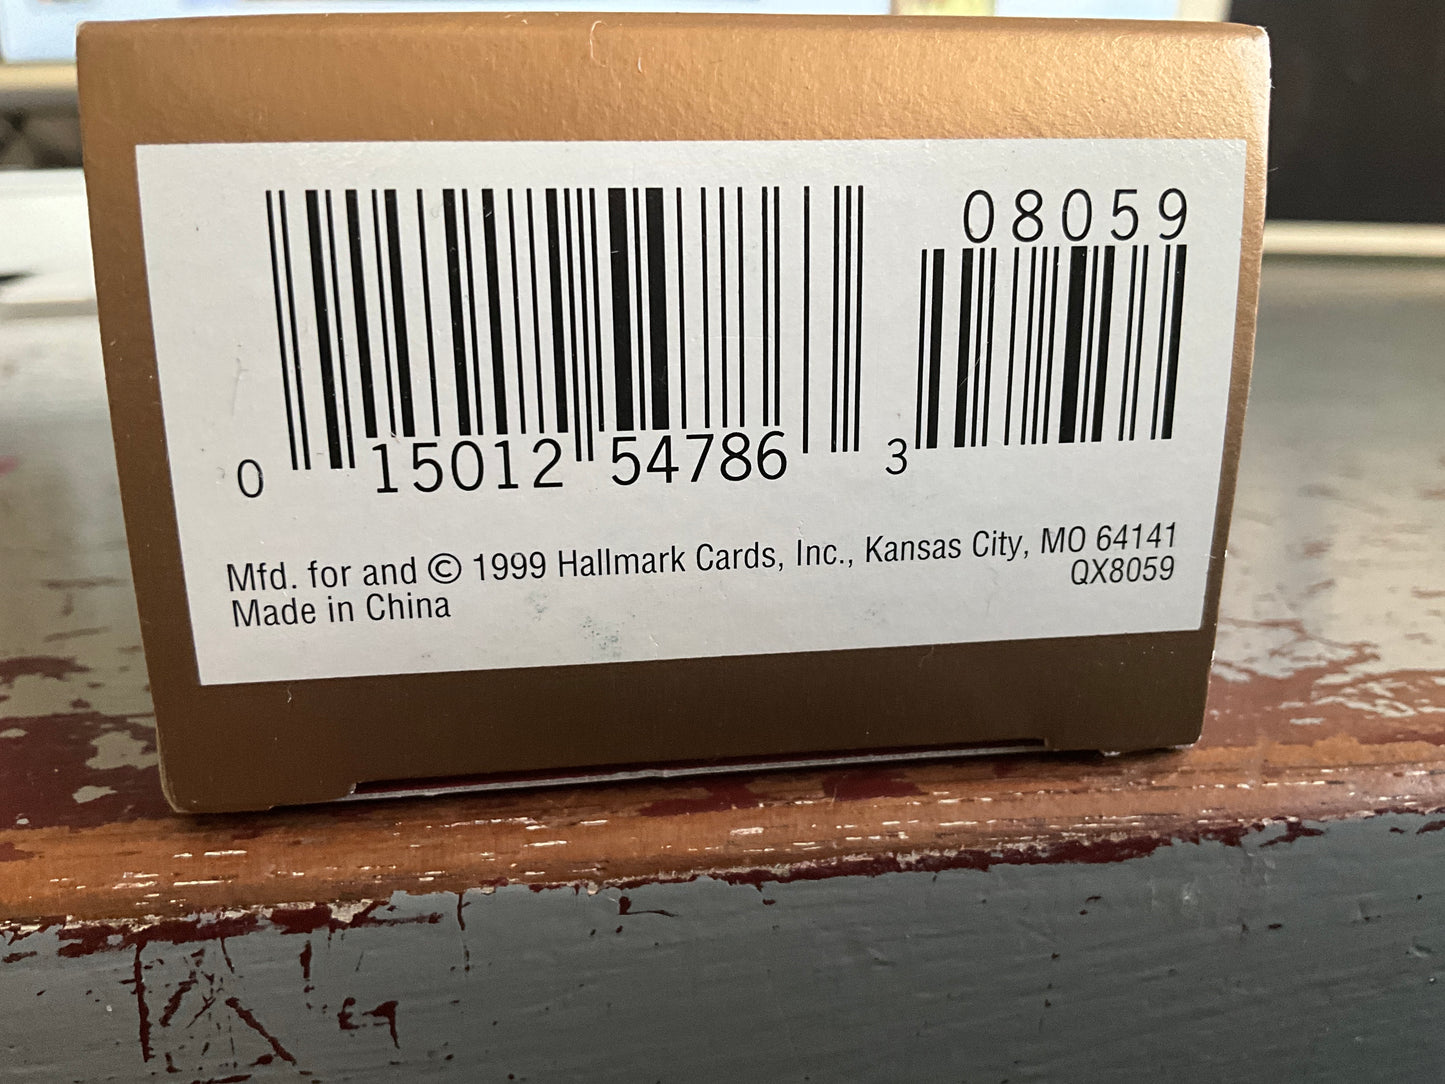 08059
0 15012 54786 3
Mfd. for and © 1999 Hallmark Cards, Inc., Kansas City, MO 64141
QX8059
Made in China